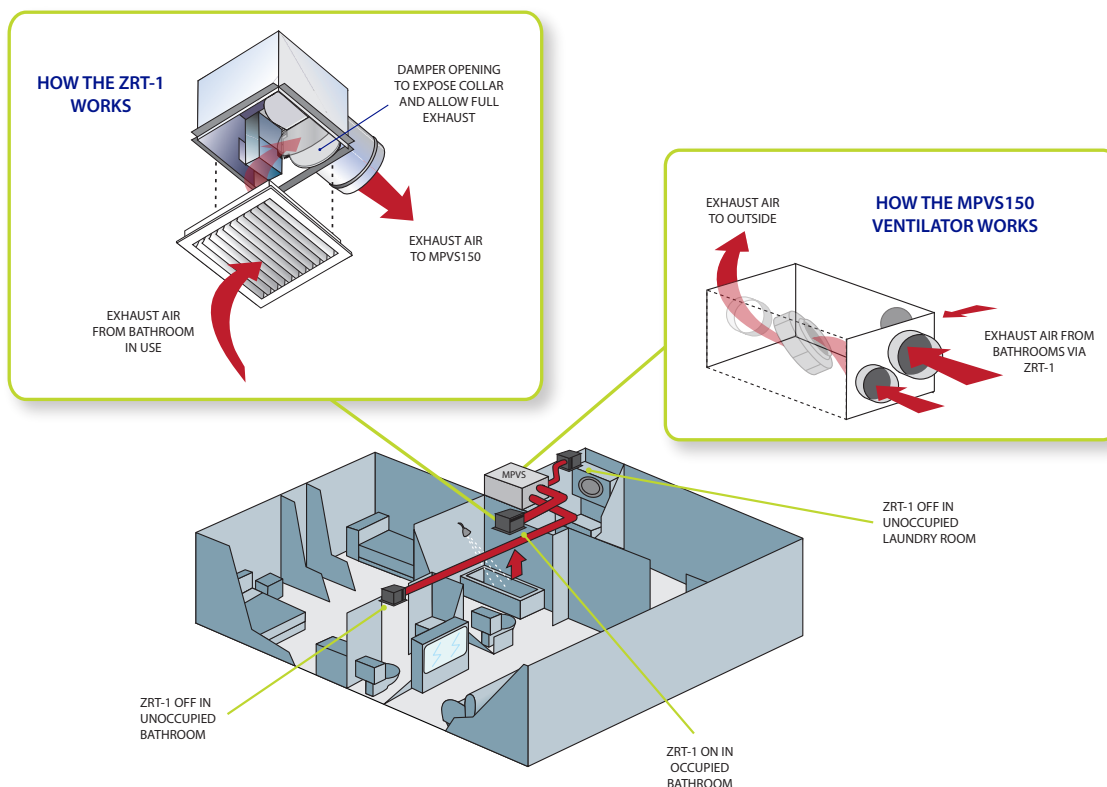 HOW THE ZRT-1
WORKS
DAMPER OPENING
TO EXPOSE COLLAR
AND ALLOW FULL
EXHAUST
EXHAUST AIR
TO MPVS150
EXHAUST AIR
FROM BATHROOM
IN USE
HOW THE MPVS150
VENTILATOR WORKS
EXHAUST AIR
TO OUTSIDE
EXHAUST AIR FROM
BATHROOMS VIA
ZRT-1
MPVS
ZRT-1 OFF IN
UNOCCUPIED
LAUNDRY ROOM
ZRT-1 OFF IN
UNOCCUPIED
BATHROOM
ZRT-1 ON IN
OCCUPIED
BATHROOM